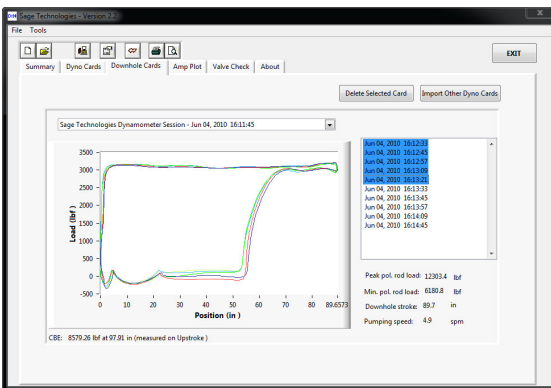 Sage Technologies - Version 2.2
File Tools
EXIT
Summary Dyno Cards Downhole Cards Amp Plot Valve Check About
Delete Selected Card Import Other Dyno Cards
Sage Technologies Dynamometer Session - Jun 04, 2010 16:11:45
Jun 04, 2010 16:12:33
Jun 04, 2010 16:12:45
Jun 04, 2010 16:12:57
Jun 04, 2010 16:13:09
Jun 04, 2010 16:13:21
Jun 04, 2010 16:13:33
Jun 04, 2010 16:13:45
Jun 04, 2010 16:13:57
Jun 04, 2010 16:14:09
Jun 04, 2010 16:14:45
3500
3000
2500
2000
1500
1000
500
0
-500
Load (lbf )
0 10 20 30 40 50 60 70 80 89.6573
Position (in )
Peak pol. rod load: 12303.4 lbf
Min. pol. rod load: 6180.8 lbf
Downhole stroke: 89.7 in
Pumping speed: 4.9 spm
CBE: 8579.26 lbf at 97.91 in (measured on Upstroke )